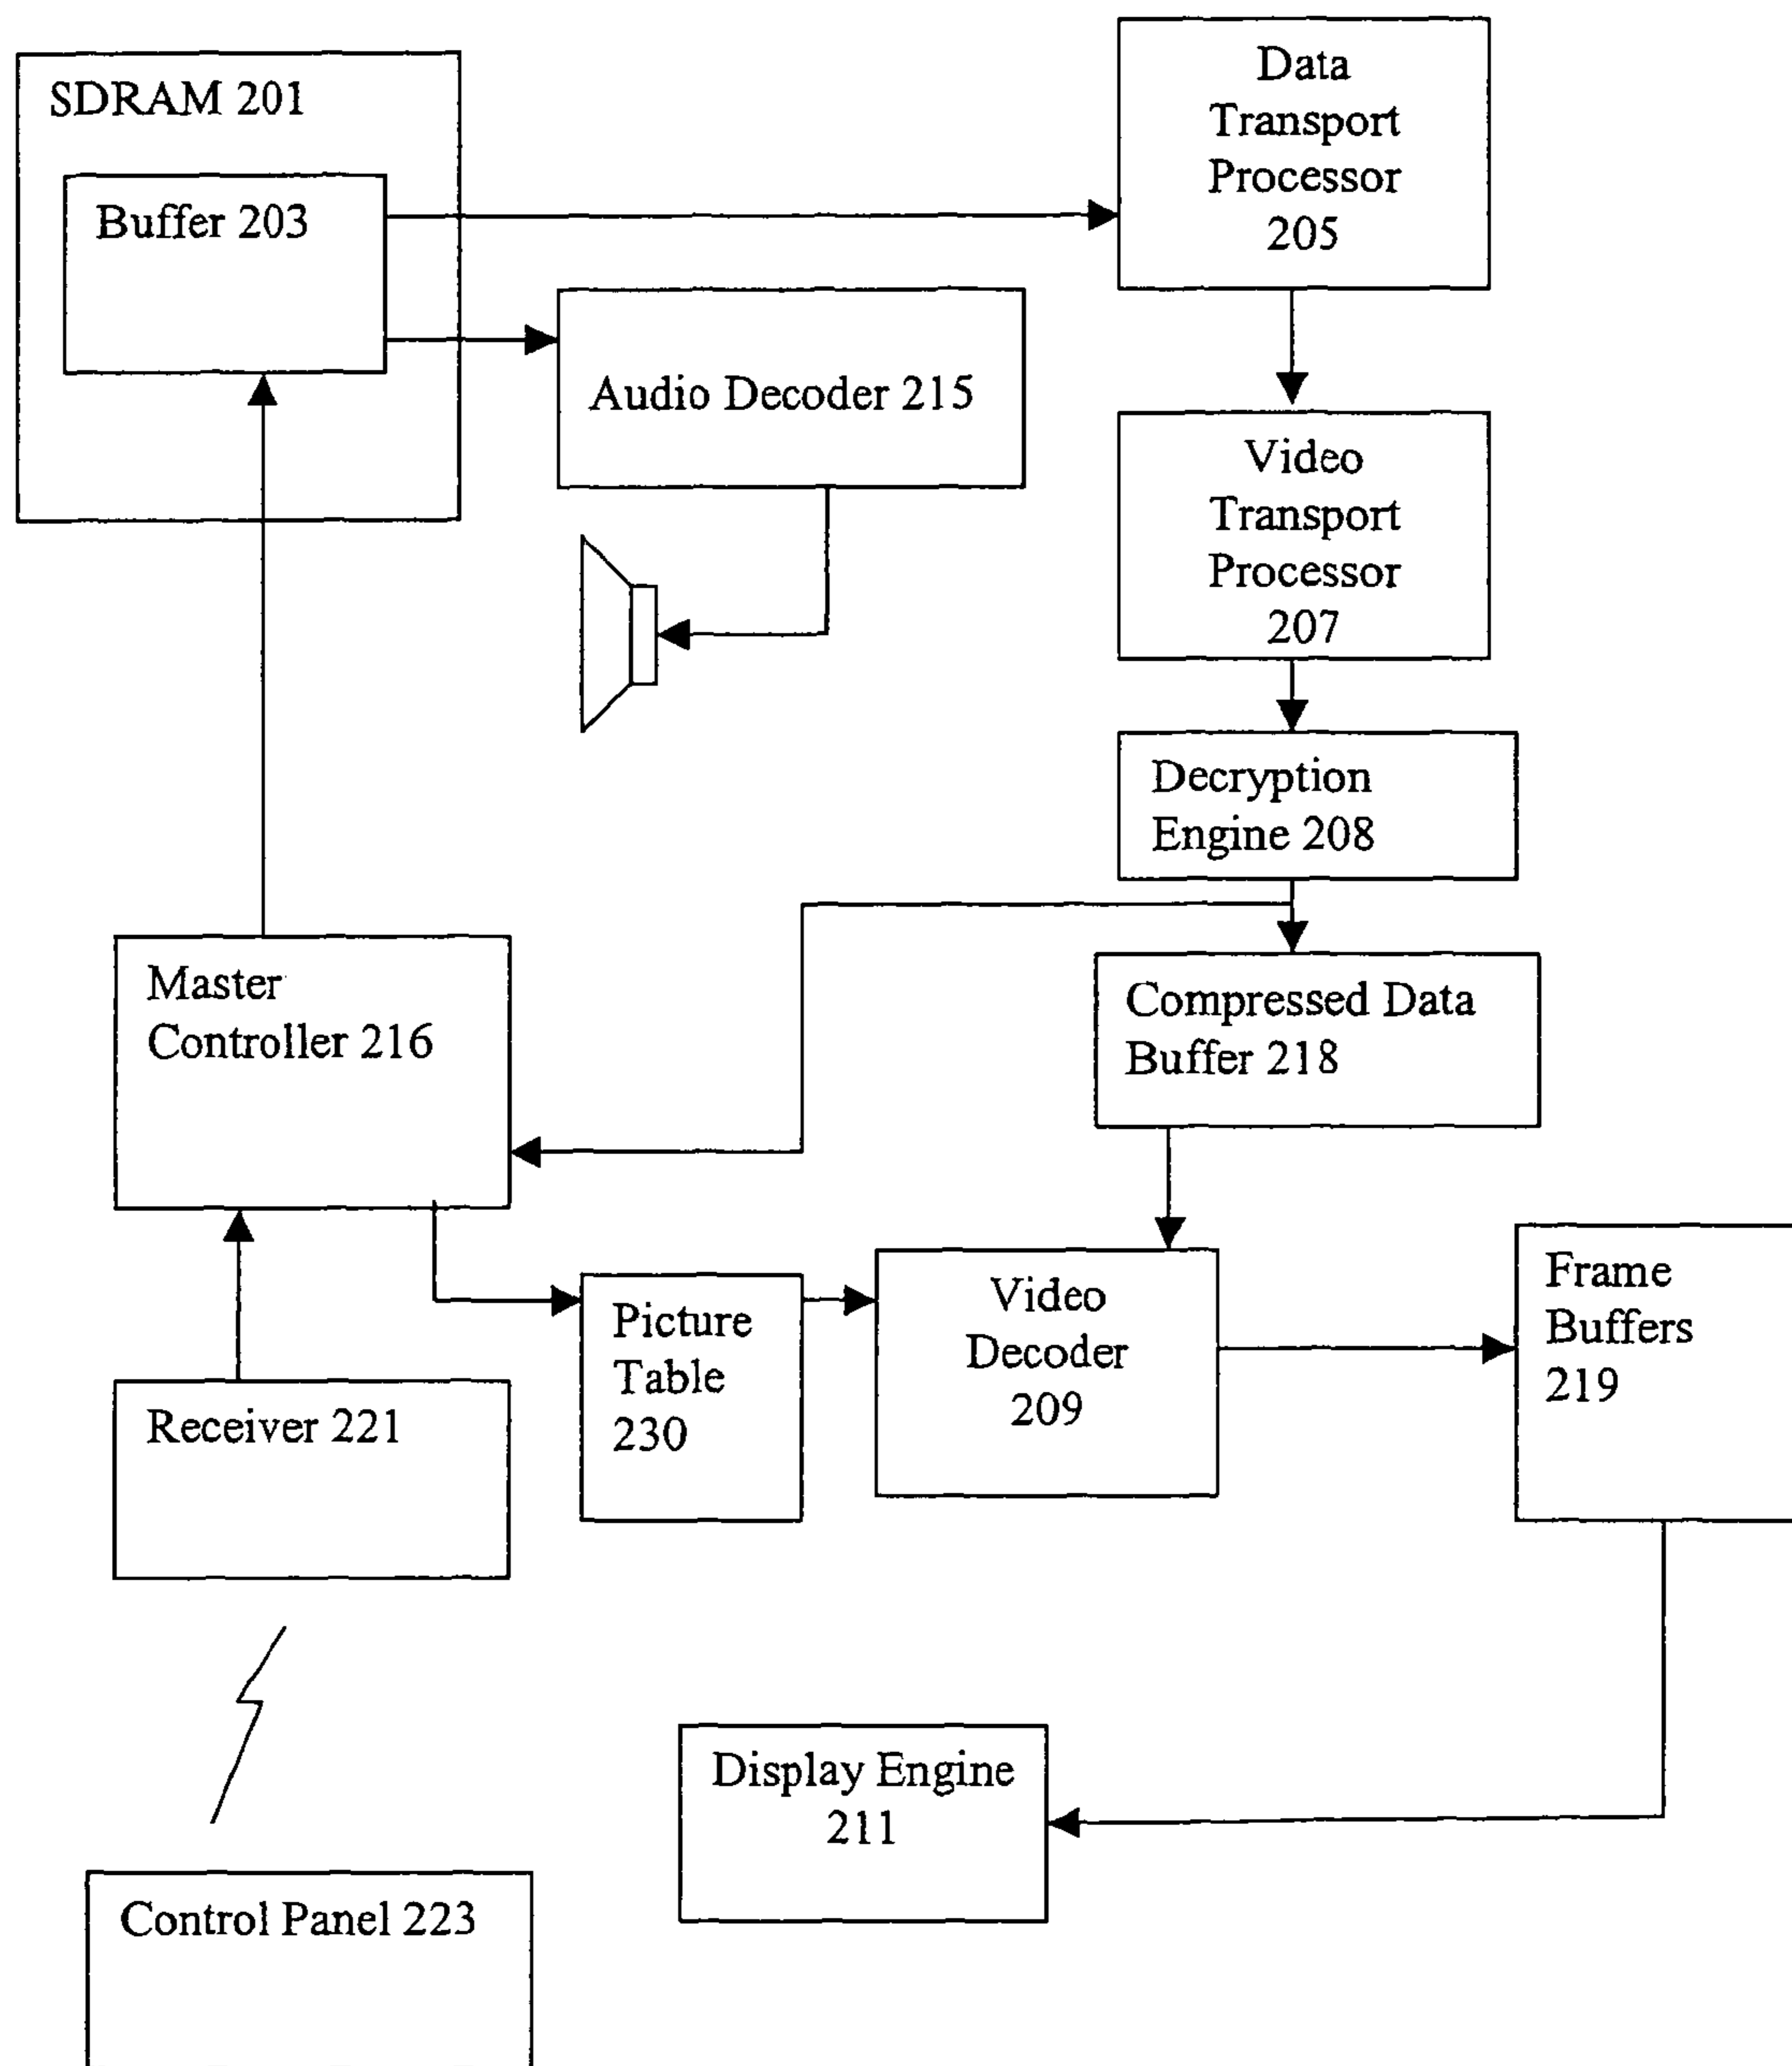 SDRAM 201
Buffer 203
Data
Transport
Processor
205
Audio Decoder 215
Video
Transport
Processor
207
Decryption
Engine 208
Master
Controller 216
Compressed Data
Buffer 218
Receiver 221
Picture
Table
230
Video
Decoder
209
Frame
Buffers
219
Display Engine
211
Control Panel 223